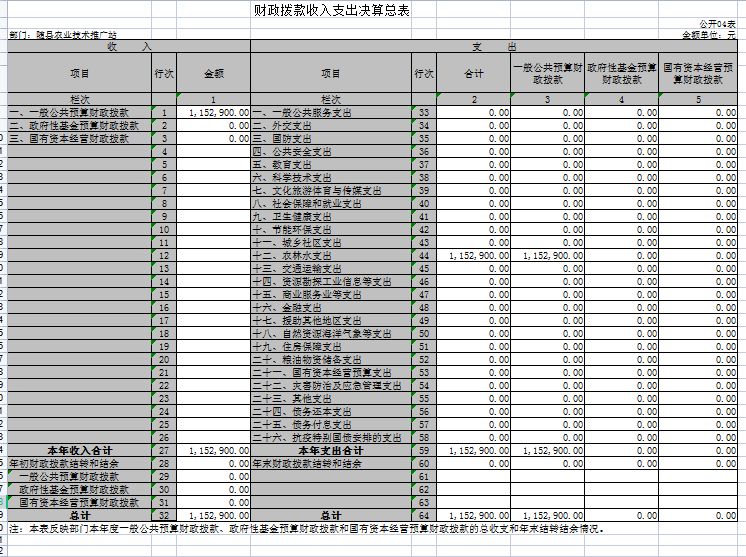 财政拨款收入支出决算总表
公开04表
部门：随县农业技术推广站 金额单位：元
收 入 支 出
项目 行次 金额 项目 行次 合计 一般公共预算财政拨款 政府性基金预算财政拨款 国有资本经营预算财政拨款
栏次 1 栏次 2 3 4 5
一、一般公共预算财政拨款 1 1,152,900.00 一、一般公共服务支出 33 0.00 0.00 0.00 0.00
二、政府性基金预算财政拨款 2 0.00 二、外交支出 34 0.00 0.00 0.00 0.00
三、国有资本经营财政拨款 3 0.00 三、国防支出 35 0.00 0.00 0.00 0.00
4 四、公共安全支出 36 0.00 0.00 0.00 0.00
5 五、教育支出 37 0.00 0.00 0.00 0.00
6 六、科学技术支出 38 0.00 0.00 0.00 0.00
7 七、文化旅游体育与传媒支出 39 0.00 0.00 0.00 0.00
8 八、社会保障和就业支出 40 0.00 0.00 0.00 0.00
9 九、卫生健康支出 41 0.00 0.00 0.00 0.00
10 十、节能环保支出 42 0.00 0.00 0.00 0.00
11 十一、城乡社区支出 43 0.00 0.00 0.00 0.00
12 十二、农林水支出 44 1,152,900.00 1,152,900.00 0.00 0.00
13 十三、交通运输支出 45 0.00 0.00 0.00 0.00
14 十四、资源勘探工业信息等支出 46 0.00 0.00 0.00 0.00
15 十五、商业服务业等支出 47 0.00 0.00 0.00 0.00
16 十六、金融支出 48 0.00 0.00 0.00 0.00
17 十七、援助其他地区支出 49 0.00 0.00 0.00 0.00
18 十八、自然资源海洋气象等支出 50 0.00 0.00 0.00 0.00
19 十九、住房保障支出 51 0.00 0.00 0.00 0.00
20 二十、粮油物资储备支出 52 0.00 0.00 0.00 0.00
21 二十一、国有资本经营预算支出 53 0.00 0.00 0.00 0.00
22 二十二、灾害防治及应急管理支出 54 0.00 0.00 0.00 0.00
23 二十三、其他支出 55 0.00 0.00 0.00 0.00
24 二十四、债务还本支出 56 0.00 0.00 0.00 0.00
25 二十五、债务付息支出 57 0.00 0.00 0.00 0.00
26 二十六、抗疫特别国债安排的支出 58 0.00 0.00 0.00 0.00
本年收入合计 27 1,152,900.00 本年支出合计 59 1,152,900.00 1,152,900.00 0.00 0.00
年初财政拨款结转和结余 28 0.00 年末财政拨款结转和结余 60 0.00 0.00 0.00 0.00
一般公共预算财政拨款 29 0.00 61
政府性基金预算财政拨款 30 0.00 62
国有资本经营预算财政拨款 31 0.00 63
总计 32 1,152,900.00 总计 64 1,152,900.00 1,152,900.00 0.00 0.00
注：本表反映部门本年度一般公共预算财政拨款、政府性基金预算财政拨款和国有资本经营预算财政拨款的总收支和年末结转结余情况。